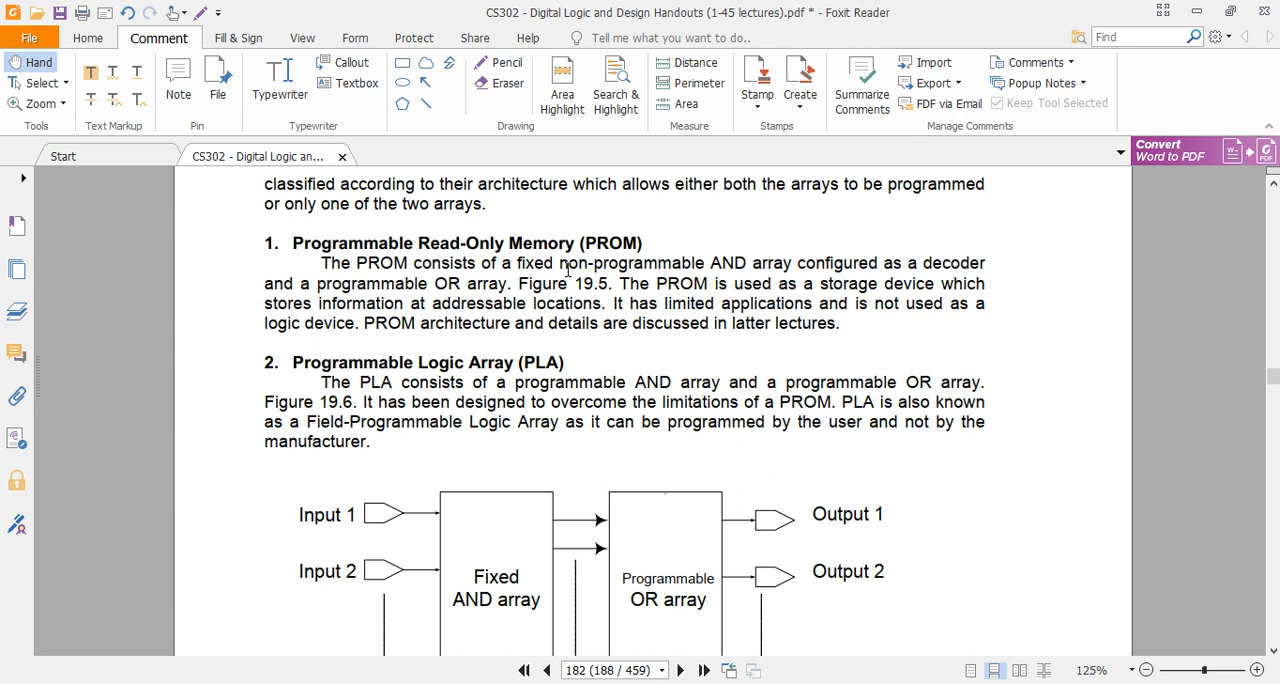 CS302 - Digital Logic and Design Handouts (1-45 lectures).pdf * - Foxit Reader
File Home Comment Fill & Sign View Form Protect Share Help Tell me what you want to do.. Find
Hand
Select
Zoom
Tools
T T T
T T T
Text Markup
Note
File
Pin
Typewriter
Callout
Textbox
Typewriter
Pencil
Eraser
Area Highlight
Search & Highlight
Drawing
Distance
Perimeter
Area
Measure
Stamp
Create
Stamps
Summarize Comments
Import
Export
FDF via Email
Comments
Popup Notes
Keep Tool Selected
Manage Comments
Start
CS302 - Digital Logic an...
Convert
Word to PDF
PDF
classified according to their architecture which allows either both the arrays to be programmed
or only one of the two arrays.
1. Programmable Read-Only Memory (PROM)
The PROM consists of a fixed non-programmable AND array configured as a decoder
and a programmable OR array. Figure 19.5. The PROM is used as a storage device which
stores information at addressable locations. It has limited applications and is not used as a
logic device. PROM architecture and details are discussed in latter lectures.
2. Programmable Logic Array (PLA)
The PLA consists of a programmable AND array and a programmable OR array.
Figure 19.6. It has been designed to overcome the limitations of a PROM. PLA is also known
as a Field-Programmable Logic Array as it can be programmed by the user and not by the
manufacturer.
Input 1
Output 1
Input 2
Output 2
Fixed
AND array
Programmable
OR array
182 (188 / 459)
125%